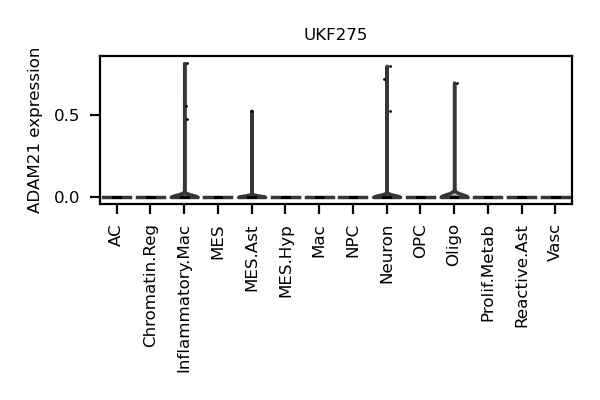 UKF275
ADAM21 expression
0.5
0.0
AC
Chromatin.Reg
Inflammatory.Mac
MES
MES.Ast
MES.Hyp
Mac
NPC
Neuron
OPC
Oligo
Prolif.Metab
Reactive.Ast
Vasc